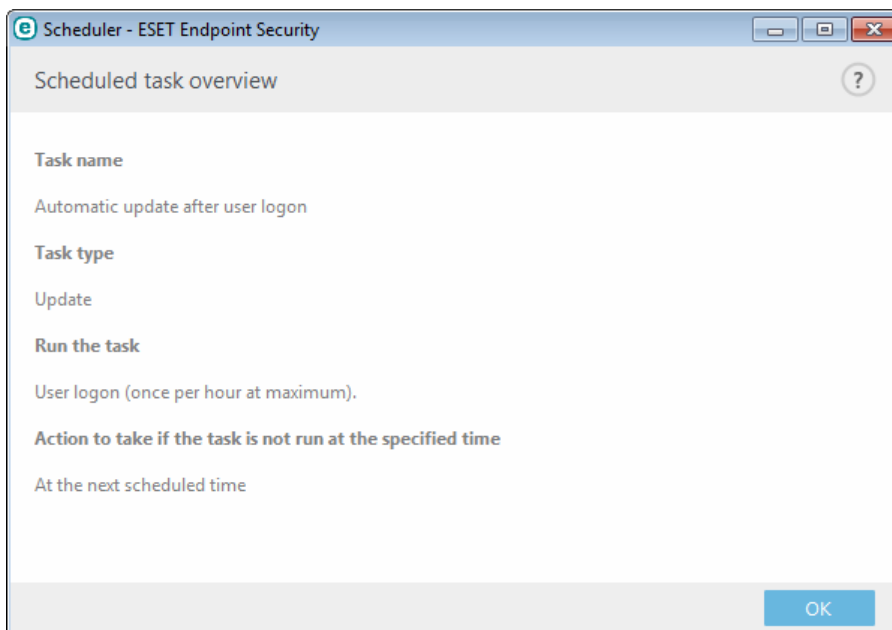 Scheduler - ESET Endpoint Security
Scheduled task overview
?
Task name
Automatic update after user logon
Task type
Update
Run the task
User logon (once per hour at maximum).
Action to take if the task is not run at the specified time
At the next scheduled time
OK